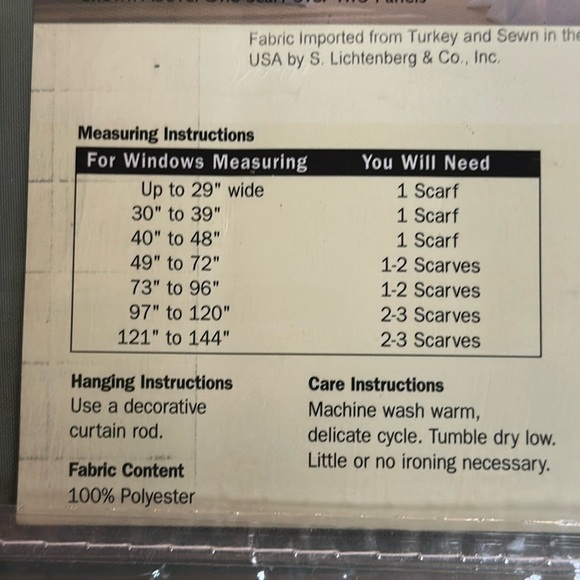 Fabric Imported from Turkey and Sewn in the
USA by S. Lichtenberg & Co., Inc.
Measuring Instructions
For Windows Measuring You Will Need
Up to 29" wide 1 Scarf
30" to 39" 1 Scarf
40" to 48" 1 Scarf
49" to 72" 1-2 Scarves
73" to 96" 1-2 Scarves
97" to 120" 2-3 Scarves
121" to 144" 2-3 Scarves
Hanging Instructions
Use a decorative
curtain rod.
Care Instructions
Machine wash warm,
delicate cycle. Tumble dry low.
Little or no ironing necessary.
Fabric Content
100% Polyester